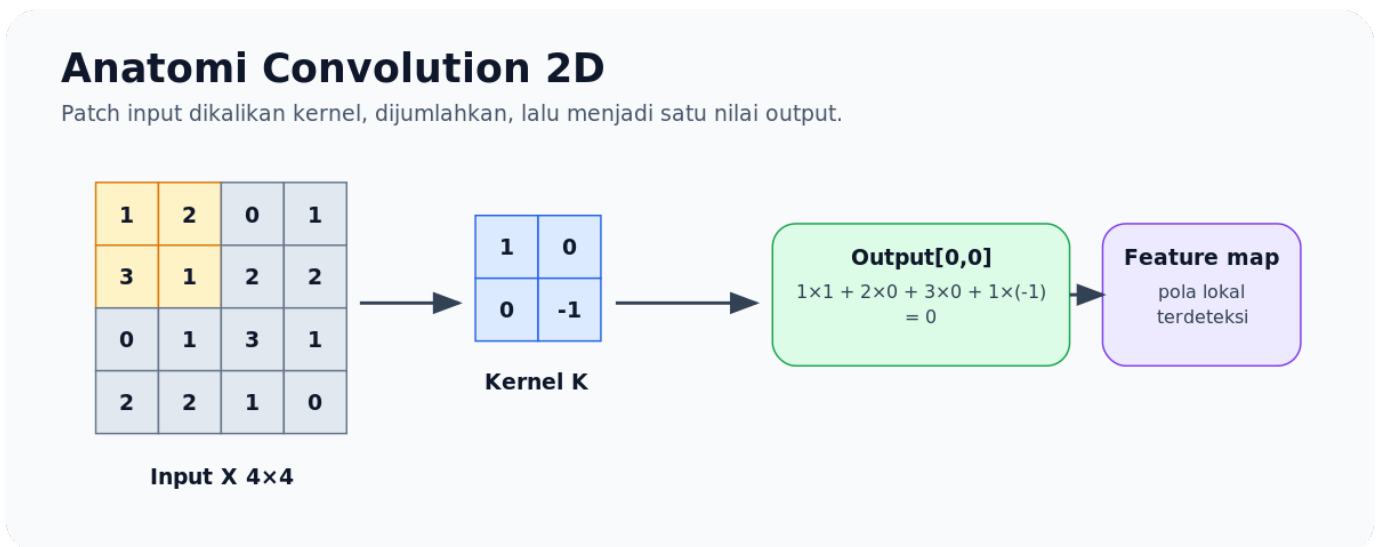 Anatomi Convolution 2D
Patch input dikalikan kernel, dijumlahkan, lalu menjadi satu nilai output.
1 2 0 1
3 1 2 2
0 1 3 1
2 2 1 0
Input X 4×4
1 0
0 -1
Kernel K
Output[0,0]
1×1 + 2×0 + 3×0 + 1×(-1)
= 0
Feature map
pola lokal
terdeteksi